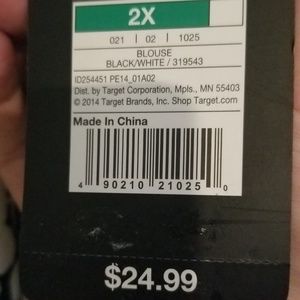 2X
021 | 02 | 1025
BLOUSE
BLACK/WHITE / 319543
ID254451 PE14_01A02
Dist. by Target Corporation, Mpls., MN 55403
© 2014 Target Brands, Inc. Shop Target.com
Made In China
4 90210 21025 0
$24.99